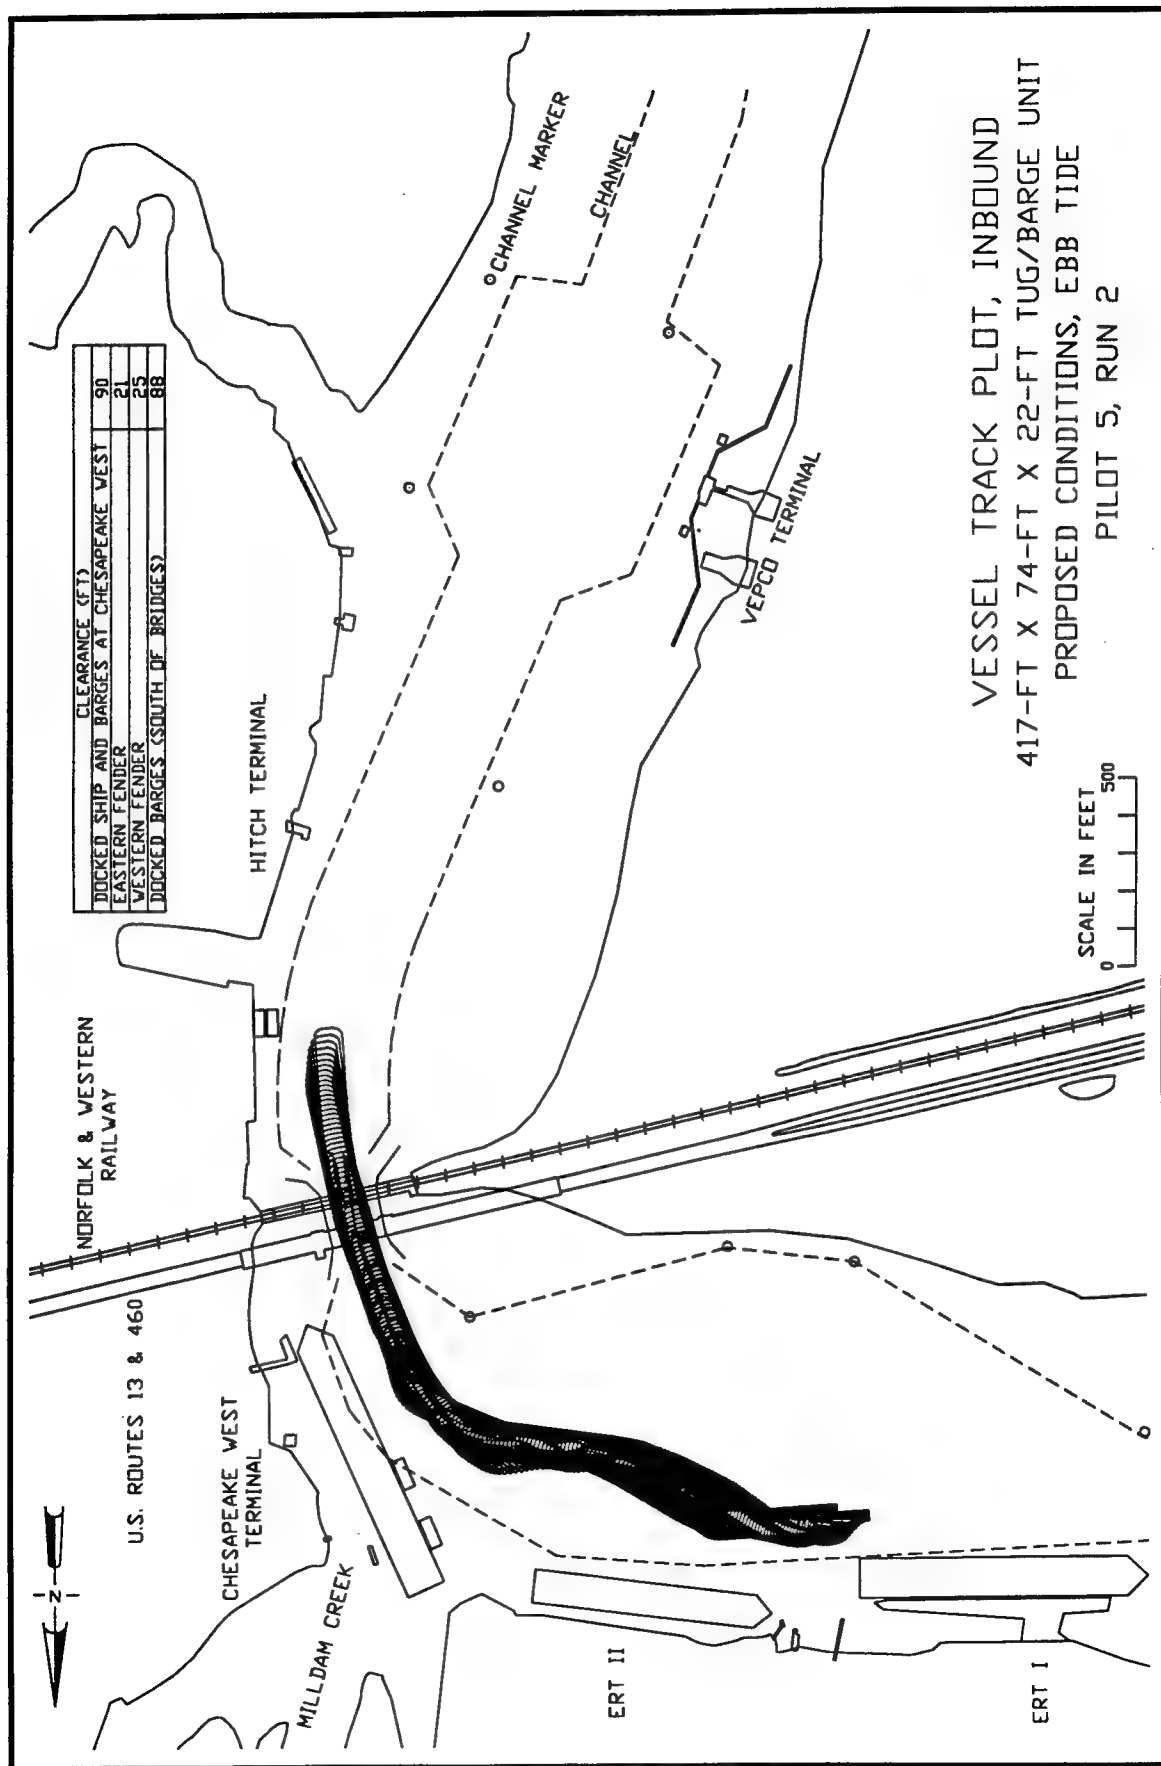 CLEARANCE (FT)
DOCKED SHIP AND BARGES AT CHESAPEAKE WEST 90
EASTERN FENDER 21
WESTERN FENDER 25
DOCKED BARGES (SOUTH OF BRIDGES) 88
N
U.S. ROUTES 13 & 460
NORFOLK & WESTERN
RAILWAY
HITCH TERMINAL
CHESAPEAKE WEST
TERMINAL
MILLDAM CREEK
CHANNEL MARKER
CHANNEL
VEPCO TERMINAL
ERT II
ERT I
SCALE IN FEET
0 500
VESSEL TRACK PLOT, INBOUND
417-FT X 74-FT X 22-FT TUG/BARGE UNIT
PROPOSED CONDITIONS, EBB TIDE
PILOT 5, RUN 2